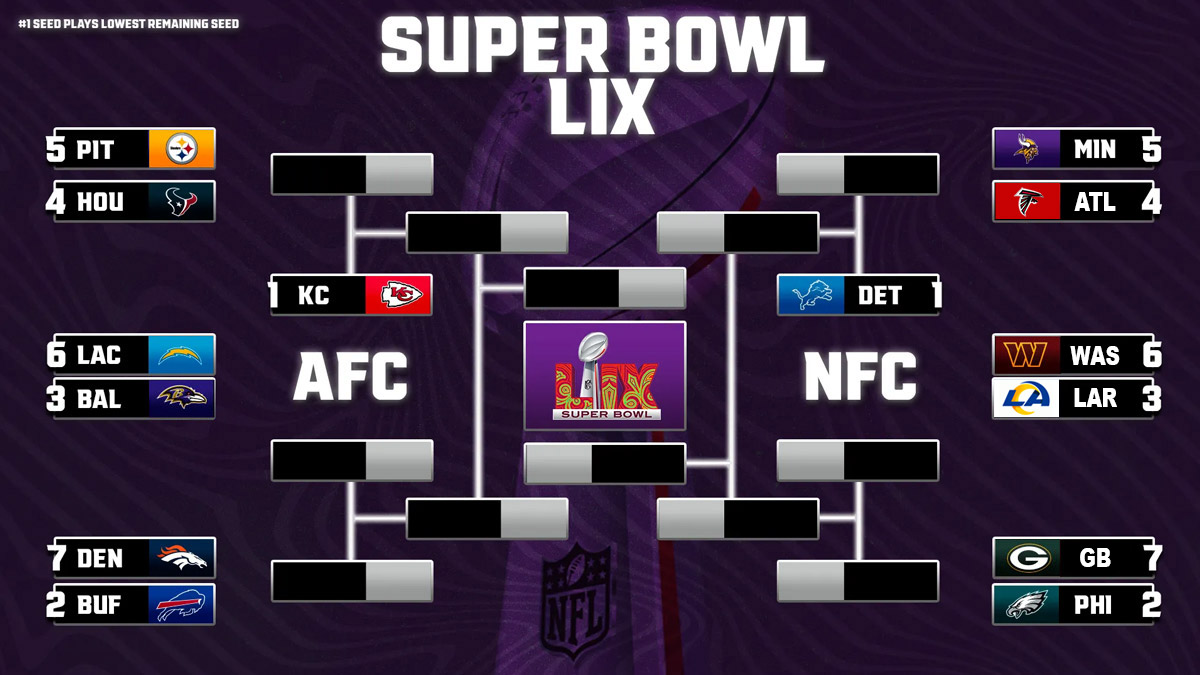 #1 SEED PLAYS LOWEST REMAINING SEED
SUPER BOWL
LIX
5 PIT
4 HOU
1 KC
6 LAC
3 BAL
7 DEN
2 BUF
AFC
LIX
SUPER BOWL
NFL
NFC
MIN 5
ATL 4
DET 1
WAS 6
LAR 3
GB 7
PHI 2